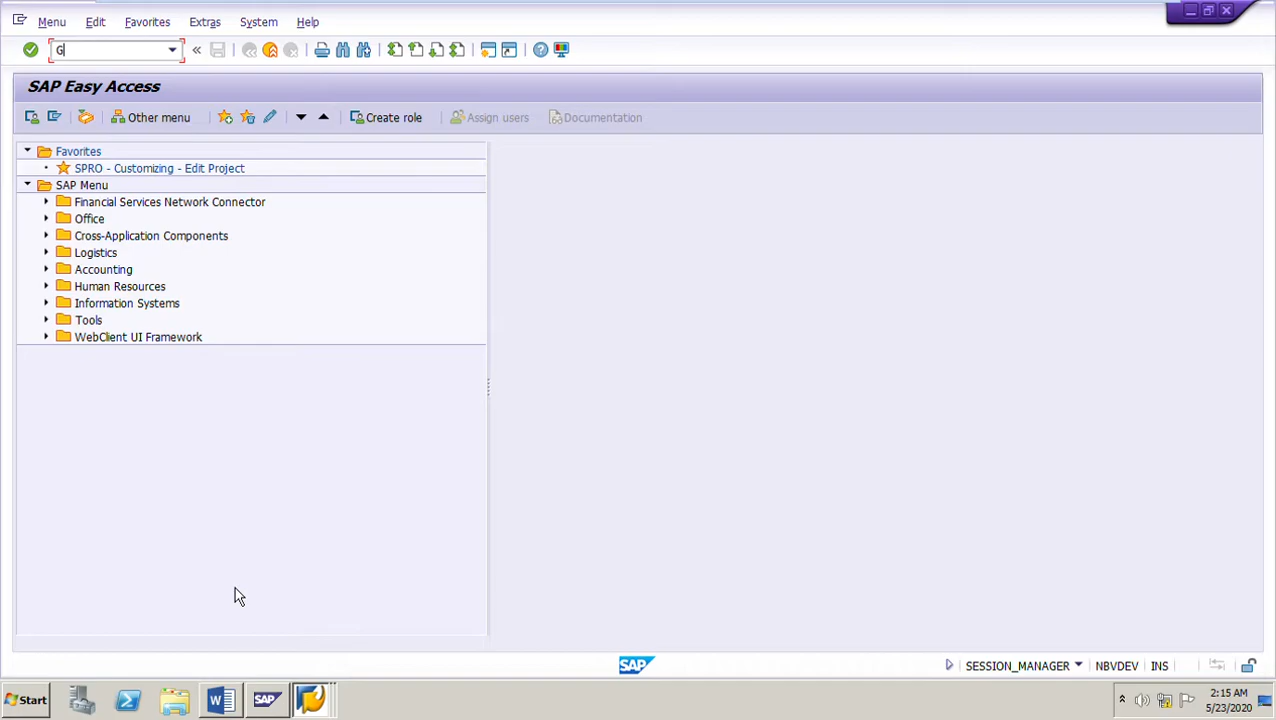 Menu Edit Favorites Extras System Help
G
SAP Easy Access
Other menu Create role Assign users Documentation
Favorites
SPRO - Customizing - Edit Project
SAP Menu
Financial Services Network Connector
Office
Cross-Application Components
Logistics
Accounting
Human Resources
Information Systems
Tools
WebClient UI Framework
SAP SESSION_MANAGER NBVDEV INS
Start SAP 2:15 AM
5/23/2020